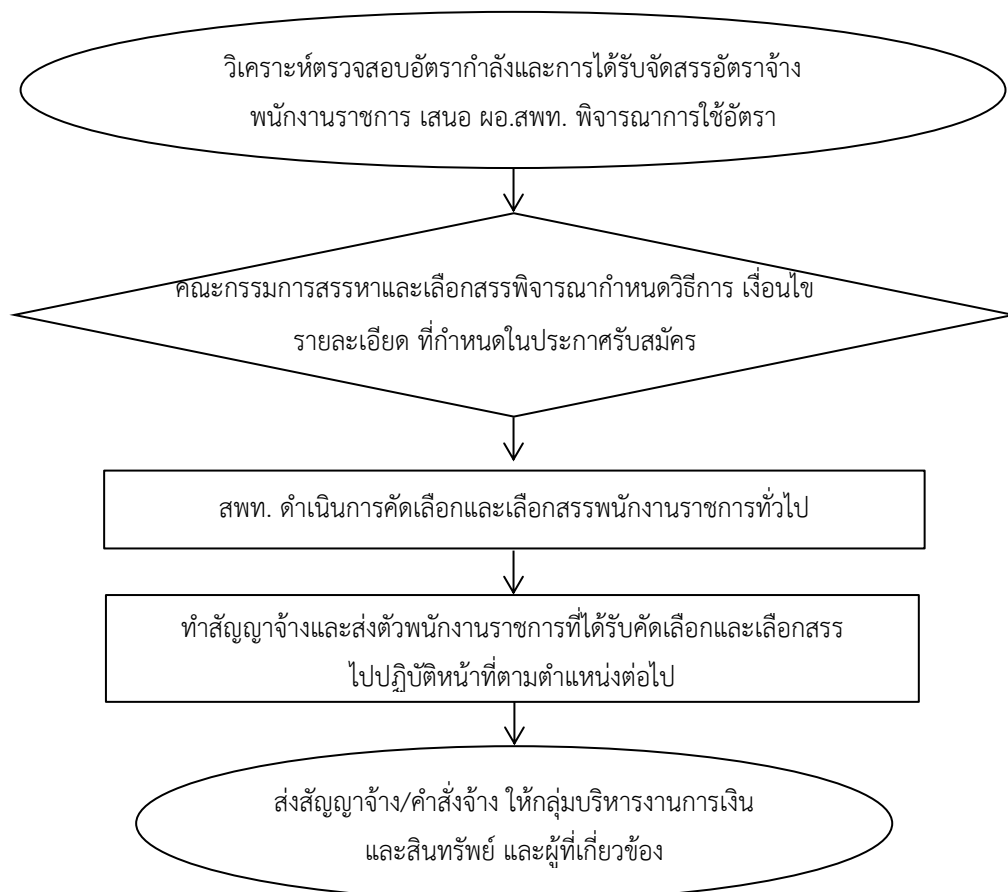 วิเคราะห์ตรวจสอบอัตรากำลังและการได้รับจัดสรรอัตราจ้าง
พนักงานราชการ เสนอ ผอ.สพท. พิจารณาการใช้อัตรา
คณะกรรมการสรรหาและเลือกสรรพิจารณากำหนดวิธีการ เงื่อนไข
รายละเอียด ที่กำหนดในประกาศรับสมัคร
สพท. ดำเนินการคัดเลือกและเลือกสรรพนักงานราชการทั่วไป
ทำสัญญาจ้างและส่งตัวพนักงานราชการที่ได้รับคัดเลือกและเลือกสรร
ไปปฏิบัติหน้าที่ตามตำแหน่งต่อไป
ส่งสัญญาจ้าง/คำสั่งจ้าง ให้กลุ่มบริหารงานการเงิน
และสินทรัพย์ และผู้ที่เกี่ยวข้อง